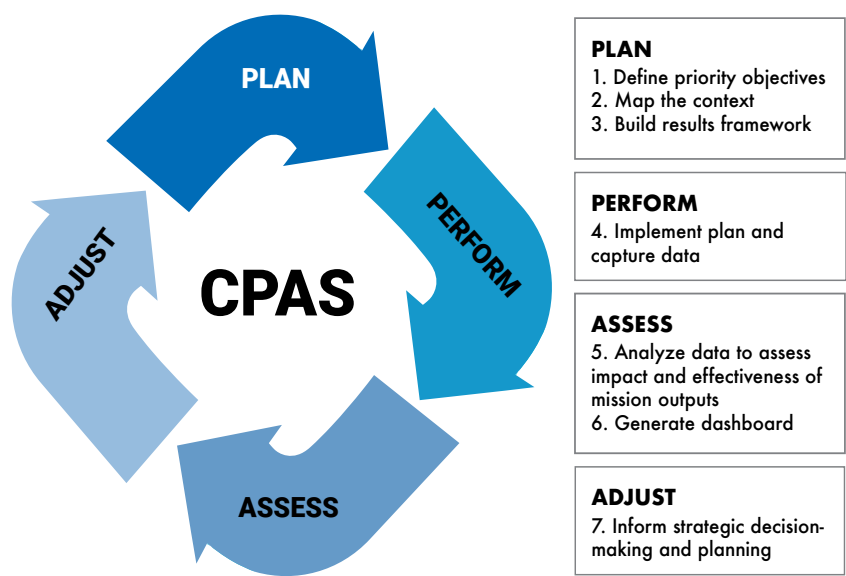 PLAN
PERFORM
ASSESS
ADJUST
CPAS
PLAN
1. Define priority objectives
2. Map the context
3. Build results framework
PERFORM
4. Implement plan and
capture data
ASSESS
5. Analyze data to assess
impact and effectiveness of
mission outputs
6. Generate dashboard
ADJUST
7. Inform strategic decision-
making and planning